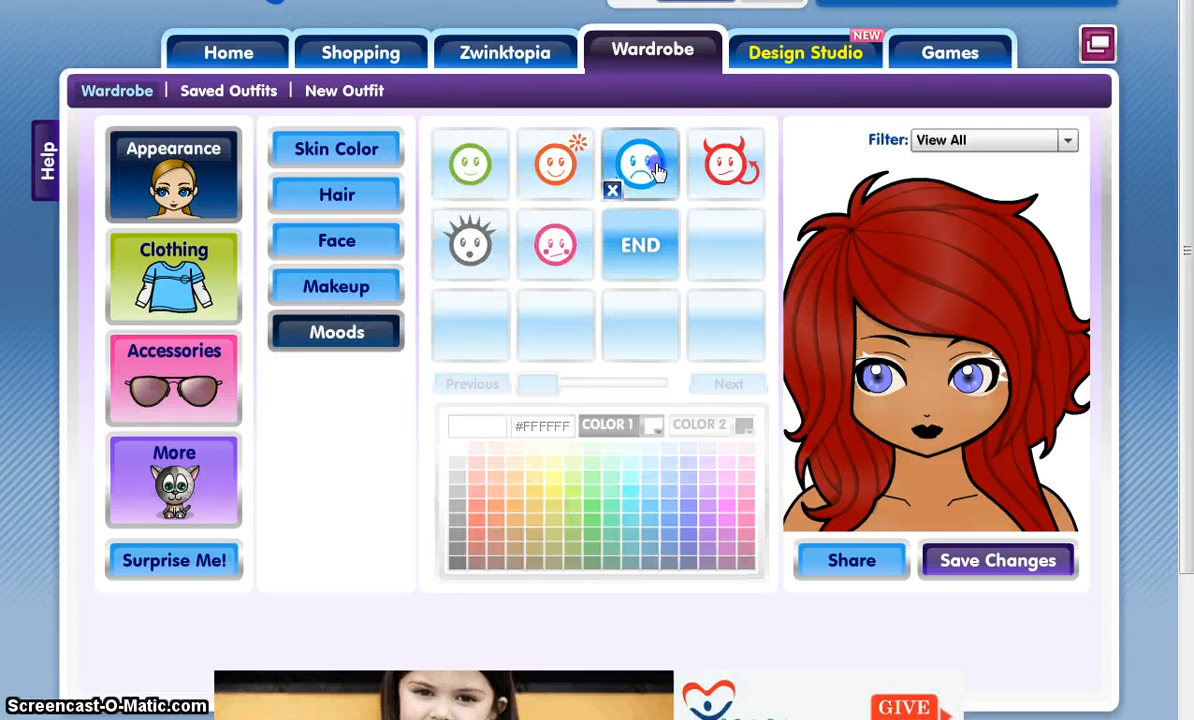 Home
Shopping
Zwinktopia
Wardrobe
NEW
Design Studio
Games
Wardrobe | Saved Outfits | New Outfit
Help
Appearance
Clothing
Accessories
More
Surprise Me!
Skin Color
Hair
Face
Makeup
Moods
END
Previous
Next
#FFFFFF
COLOR 1
COLOR 2
Filter: View All
Share
Save Changes
GIVE
Screencast-O-Matic.com